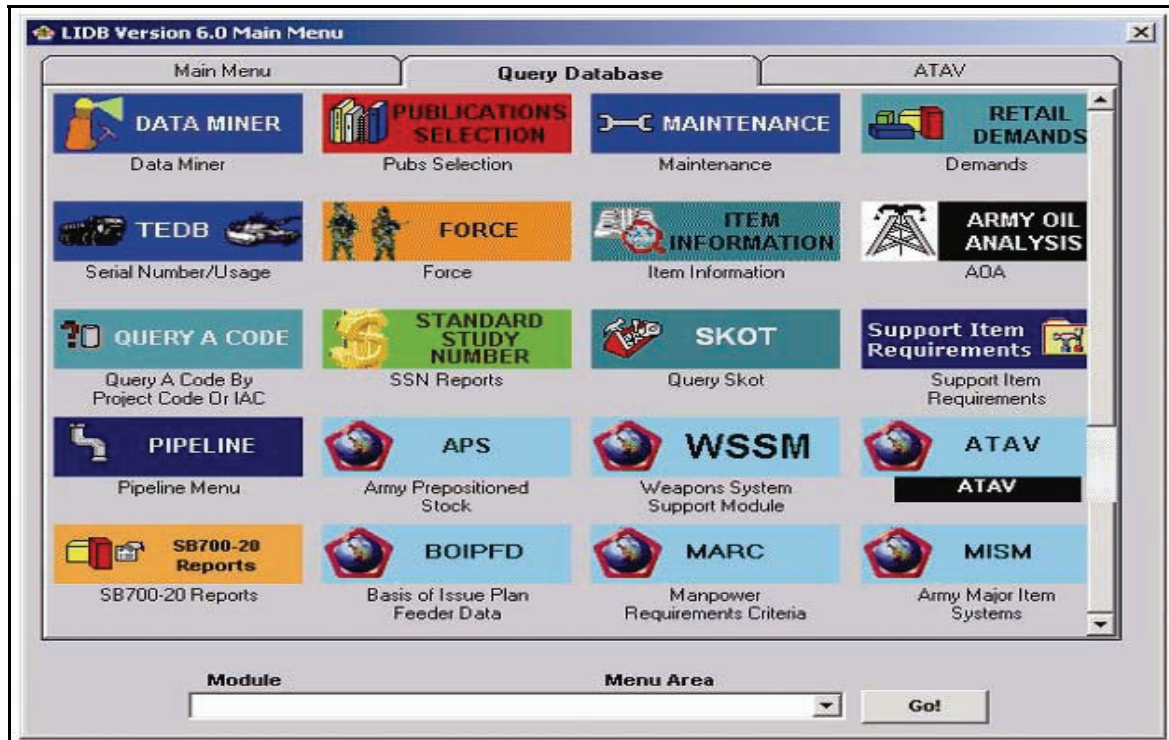 LIDB Version 6.0 Main Menu
Main Menu
Query Database
ATAV
DATA MINER
PUBLICATIONS
SELECTION
MAINTENANCE
RETAIL
DEMANDS
Data Miner
Pubs Selection
Maintenance
Demands
TEDB
FORCE
ITEM
INFORMATION
ARMY OIL
ANALYSIS
Serial Number/Usage
Force
Item Information
AOA
QUERY A CODE
STANDARD
STUDY
NUMBER
SKOT
Support Item
Requirements
Query A Code By
Project Code Or IAC
SSN Reports
Query Skot
Support Item
Requirements
PIPELINE
APS
WSSM
ATAV
Pipeline Menu
Army Prepositioned
Stock
Weapons System
Support Module
ATAV
SB700-20
Reports
BOIPFD
MARC
MISM
SB700-20 Reports
Basis of Issue Plan
Feeder Data
Manpower
Requirements Criteria
Army Major Item
Systems
Module
Menu Area
Go!